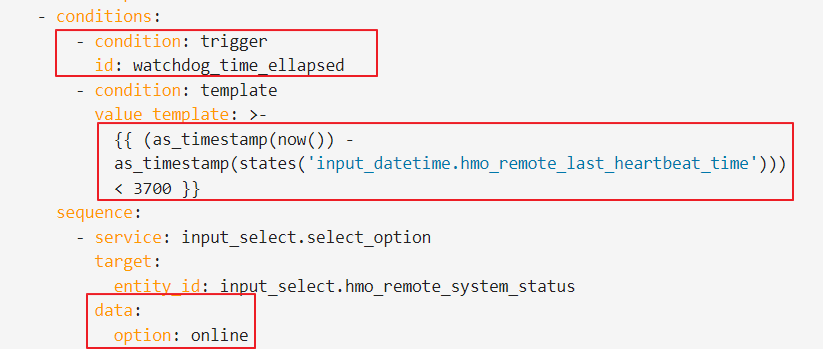 - conditions:
- condition: trigger
id: watchdog_time_ellapsed
- condition: template
value_template: >-
{{ (as_timestamp(now()) -
as_timestamp(states('input_datetime.hmo_remote_last_heartbeat_time')))
< 3700 }}
sequence:
- service: input_select.select_option
target:
entity_id: input_select.hmo_remote_system_status
data:
option: online